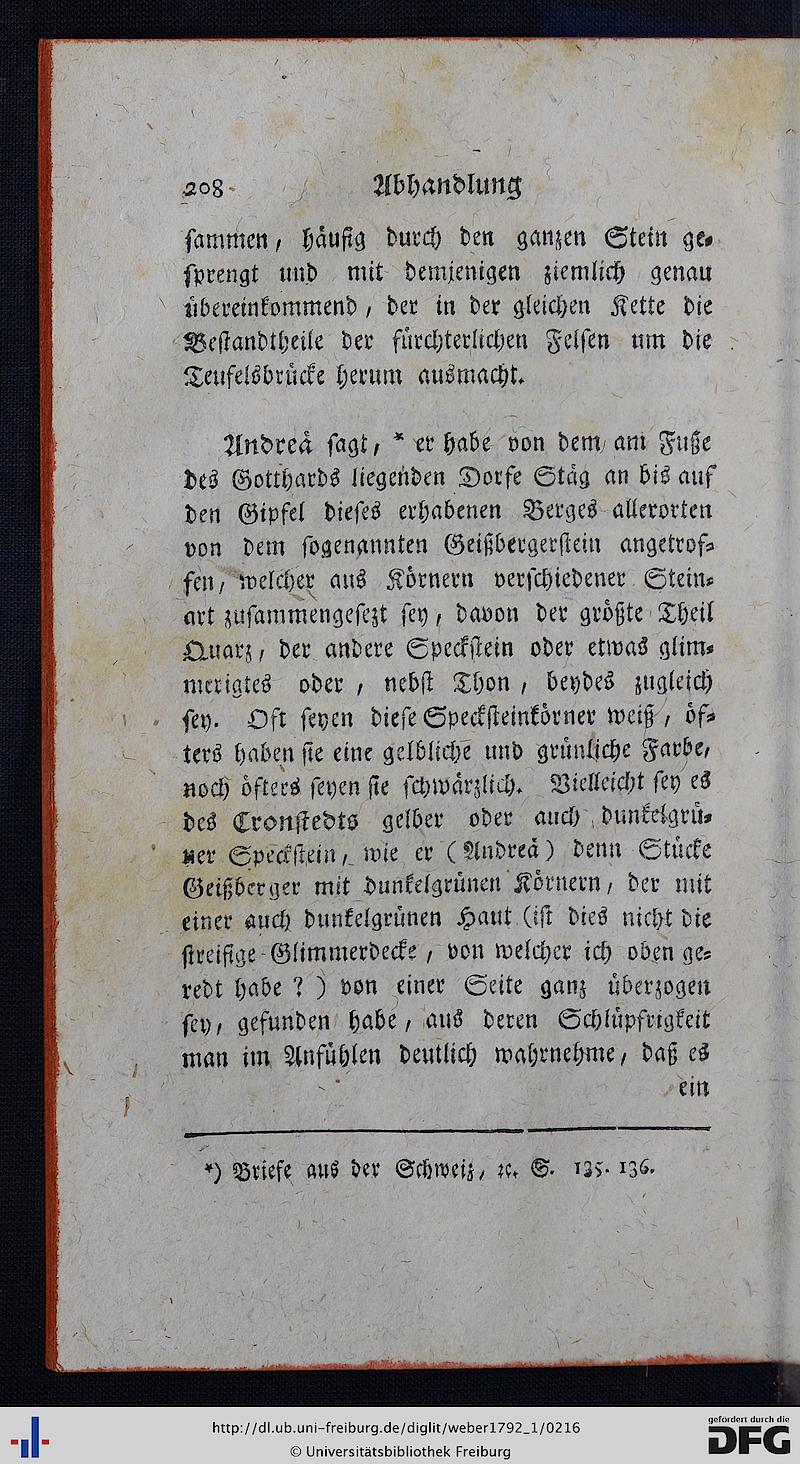 208 Abhandlung
sammen, häufig durch den ganzen Stein ge-
sprengt und mit demjenigen ziemlich genau
übereinkommend, der in der gleichen Kette die
Bestandtheile der fürchterlichen Felsen um die
Teufelsbrücke herum ausmacht.
Andreä sagt, * er habe von dem am Fuße
des Gotthards liegenden Dorfe Stäg an bis auf
den Gipfel dieses erhabenen Berges allerorten
von dem sogenannten Geißbergerstein angetrof-
fen, welcher aus Körnern verschiedener Stein-
art zusammengesezt sey, davon der größte Theil
Quarz, der andere Speckstein oder etwas glim-
merigtes oder, nebst Thon, beydes zugleich
sey. Oft seyen diese Specksteinkörner weiß, öf-
ters haben sie eine gelbliche und grünliche Farbe,
noch öfters seyen sie schwärzlich. Vielleicht sey es
des Cronstedts gelber oder auch dunkelgrü-
ner Speckstein, wie er (Andreä) denn Stücke
Geißberger mit dunkelgrünen Körnern, der mit
einer auch dunkelgrünen Haut (ist dies nicht die
streifige Glimmerdecke, von welcher ich oben ge-
redt habe?) von einer Seite ganz überzogen
sey, gefunden habe, aus deren Schlüpfrigkeit
man im Anfühlen deutlich wahrnehme, daß es
ein
*) Briefe aus der Schweiz, ꝛc. S. 135. 136.
http://dl.ub.uni-freiburg.de/diglit/weber1792_1/0216
© Universitätsbibliothek Freiburg
gefördert durch die
DFG